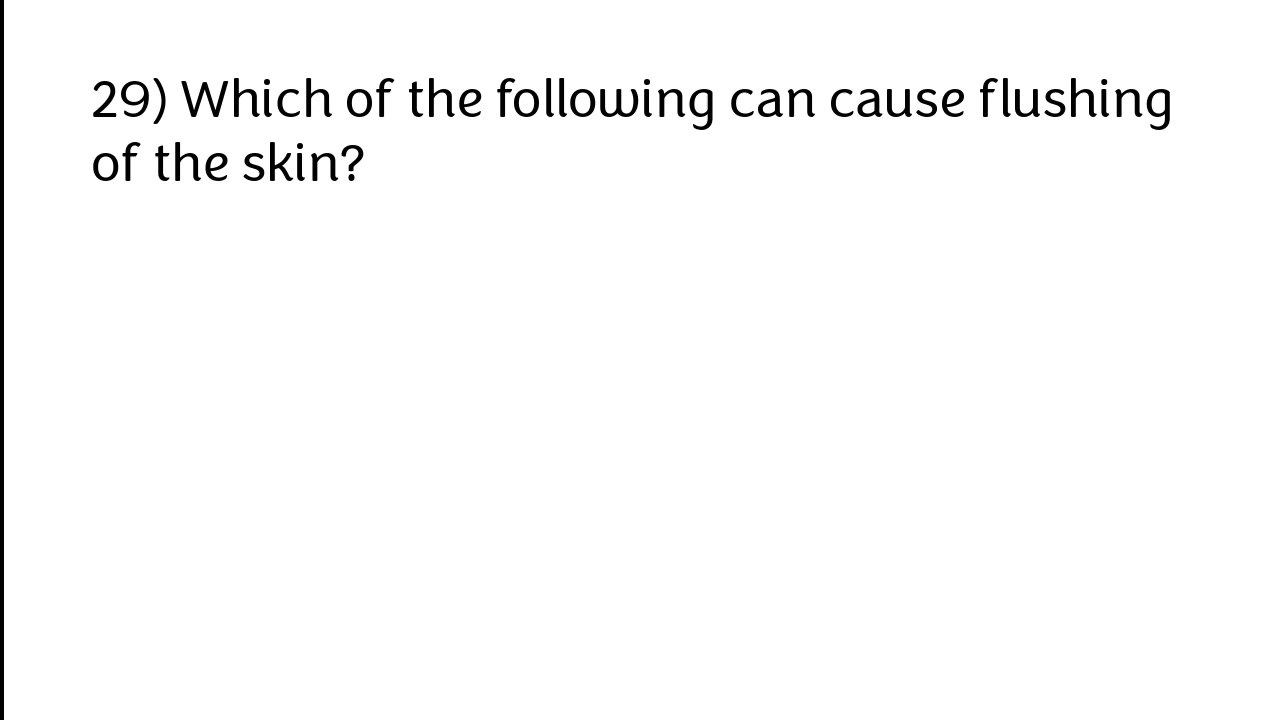 29) Which of the following can cause flushing
of the skin?